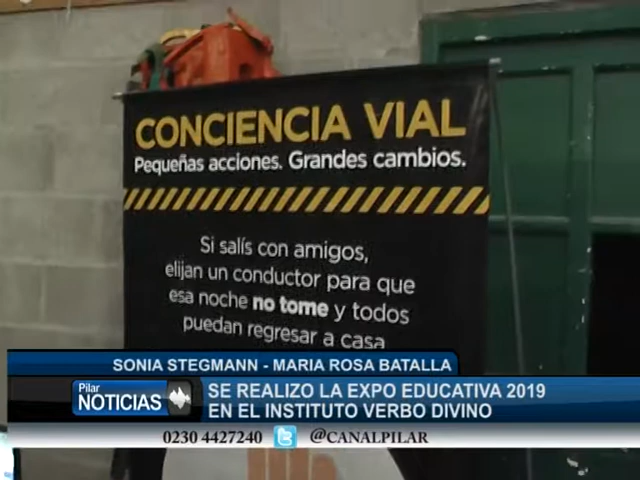 CONCIENCIA VIAL
Pequeñas acciones. Grandes cambios.
Si salís con amigos,
elijan un conductor para que
esa noche no tome y todos
puedan regresar a casa
SONIA STEGMANN - MARIA ROSA BATALLA
Pilar
NOTICIAS
SE REALIZO LA EXPO EDUCATIVA 2019
EN EL INSTITUTO VERBO DIVINO
0230 4427240 @CANALPILAR